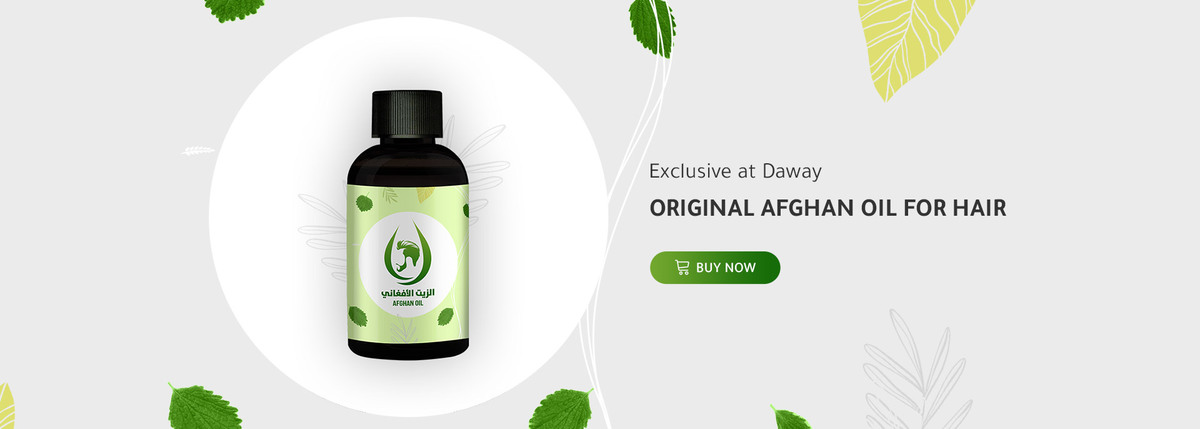 الزيت الأفغاني
AFGHAN OIL
Exclusive at Daway
ORIGINAL AFGHAN OIL FOR HAIR
BUY NOW